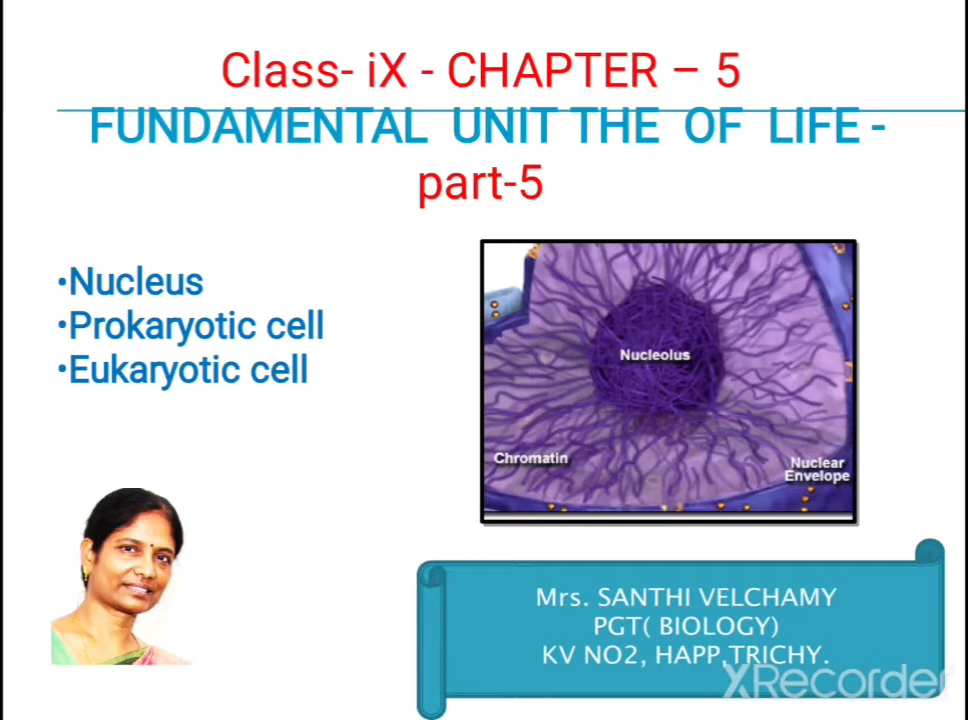 Class- iX - CHAPTER – 5
FUNDAMENTAL UNIT THE OF LIFE -
part-5
•Nucleus
•Prokaryotic cell
•Eukaryotic cell
Nucleolus
Chromatin
Nuclear
Envelope
Mrs. SANTHI VELCHAMY
PGT( BIOLOGY)
KV NO2, HAPP,TRICHY.
XRecorder